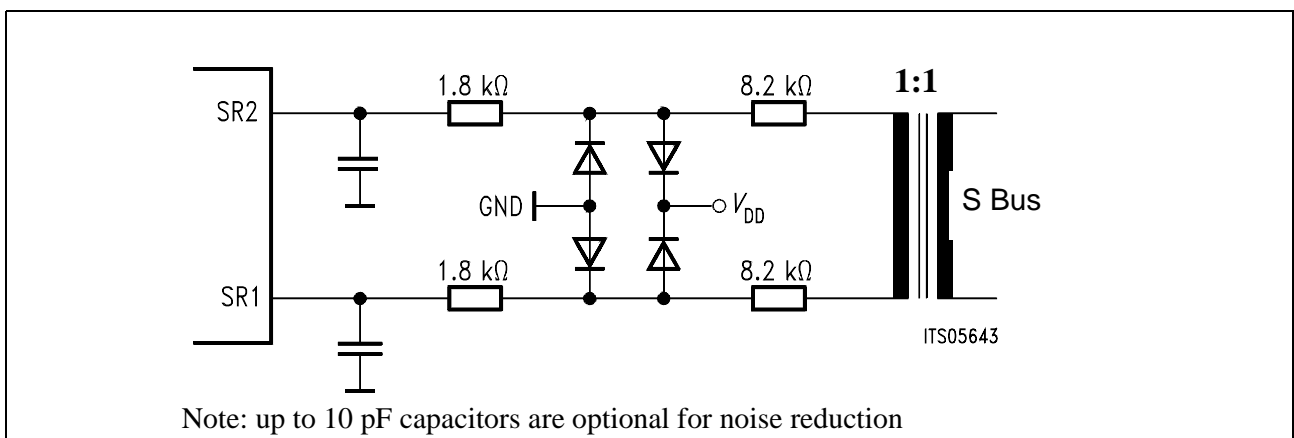 1.8 kΩ
8.2 kΩ
1:1
SR2
GND
V_DD
S Bus
1.8 kΩ
8.2 kΩ
SR1
ITS05643
Note: up to 10 pF capacitors are optional for noise reduction